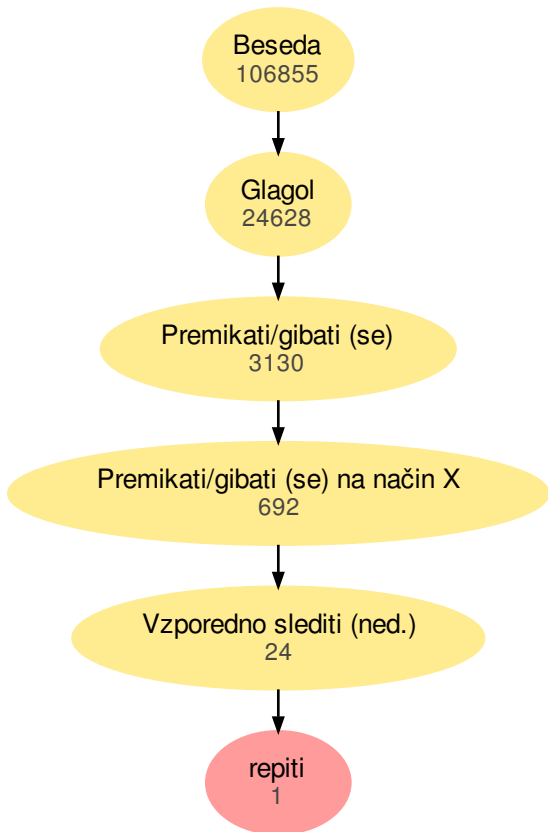 Beseda
106855
Glagol
24628
Premikati/gibati (se)
3130
Premikati/gibati (se) na način X
692
Vzporedno slediti (ned.)
24
repiti
1